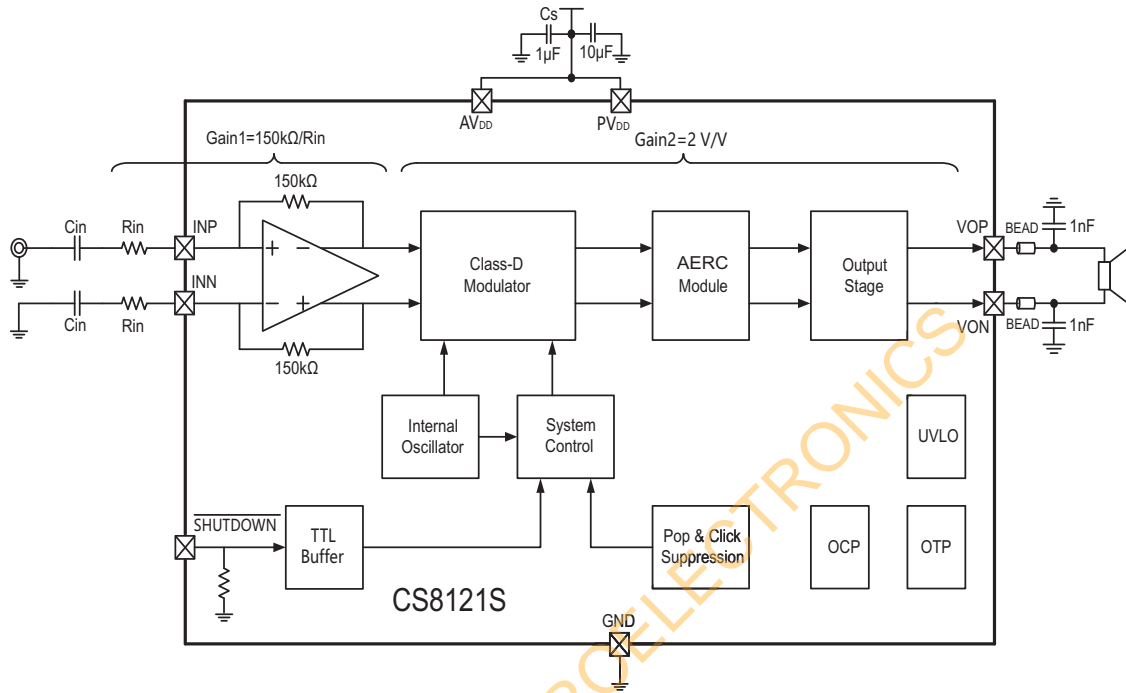 Cs
1µF
10µF
AVDD
PVDD
Gain1=150kΩ/Rin
Gain2=2 V/V
150kΩ
Cin
Rin
INP
INN
Cin
Rin
150kΩ
Class-D
Modulator
AERC
Module
Output
Stage
VOP
BEAD
1nF
VON
BEAD
1nF
Internal
Oscillator
System
Control
UVLO
SHUTDOWN
TTL
Buffer
Pop & Click
Suppression
OCP
OTP
CS8121S
GND
ROELECTRONICS